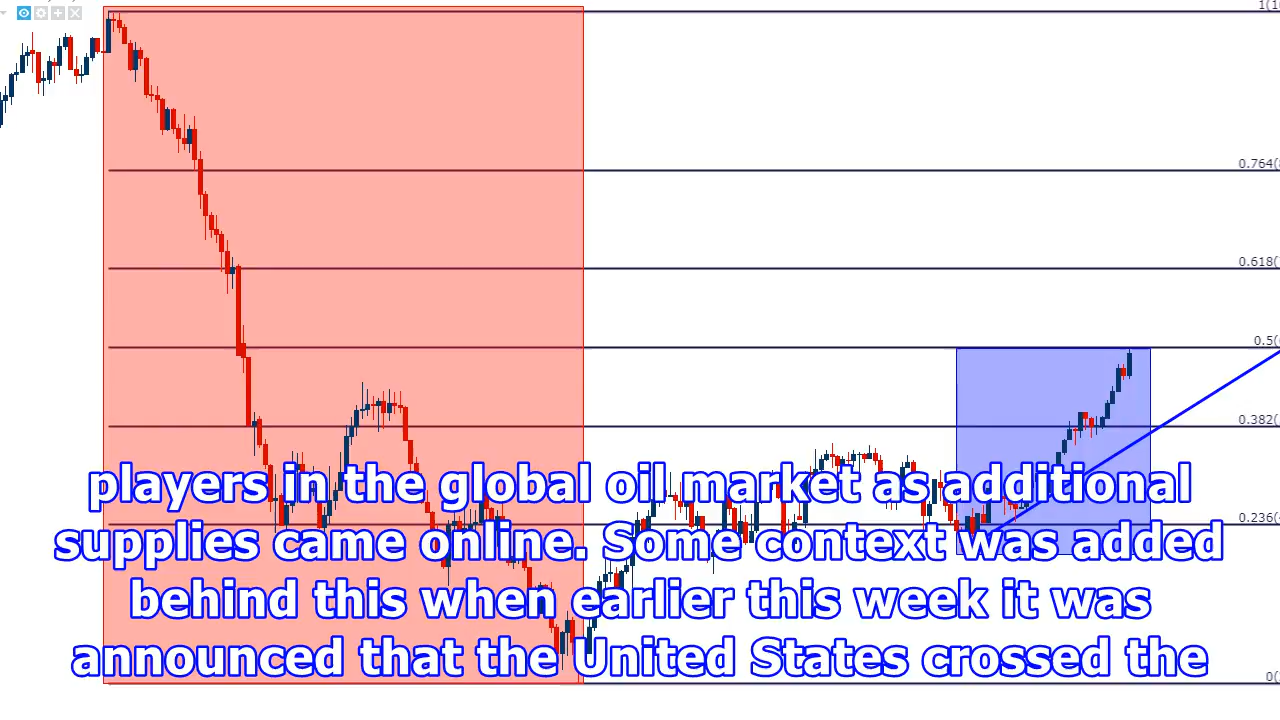 1(1
0.764(
0.618(
0.5(
0.382(
players in the global oil market as additional
0.236(
supplies came online. Some context was added
behind this when earlier this week it was
announced that the United States crossed the
0(